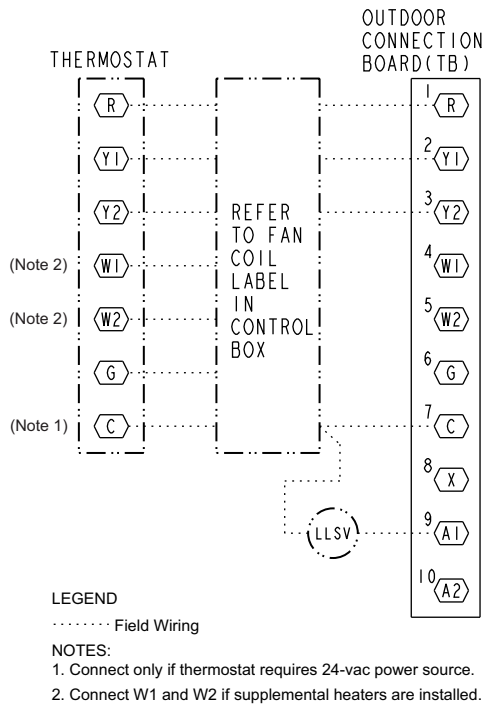 OUTDOOR
CONNECTION
BOARD(TB)
THERMOSTAT
R
Y1
Y2
(Note 2) W1
(Note 2) W2
G
(Note 1) C
REFER
TO FAN
COIL
LABEL
IN
CONTROL
BOX
1 R
2 Y1
3 Y2
4 W1
5 W2
6 G
7 C
8 X
9 A1
10 A2
LLSV
LEGEND
········ Field Wiring
NOTES:
1. Connect only if thermostat requires 24-vac power source.
2. Connect W1 and W2 if supplemental heaters are installed.